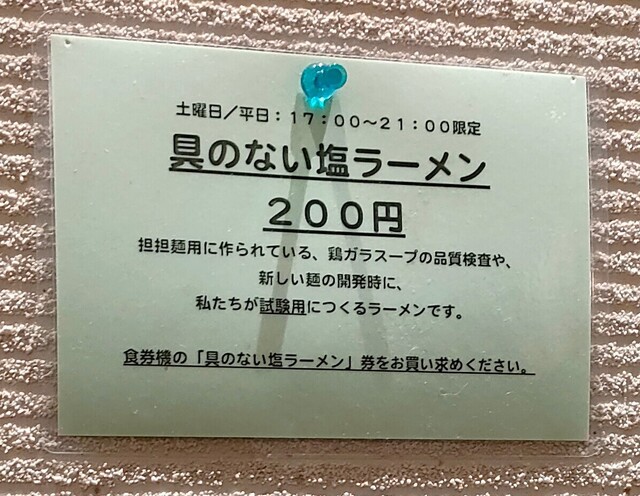 土曜日/平日:17:00~21:00限定
具のない塩ラーメン
200円
担担麺用に作られている、鶏ガラスープの品質検査や、
新しい麺の開発時に、
私たちが試験用につくるラーメンです。
食券機の「具のない塩ラーメン」券をお買い求めください。